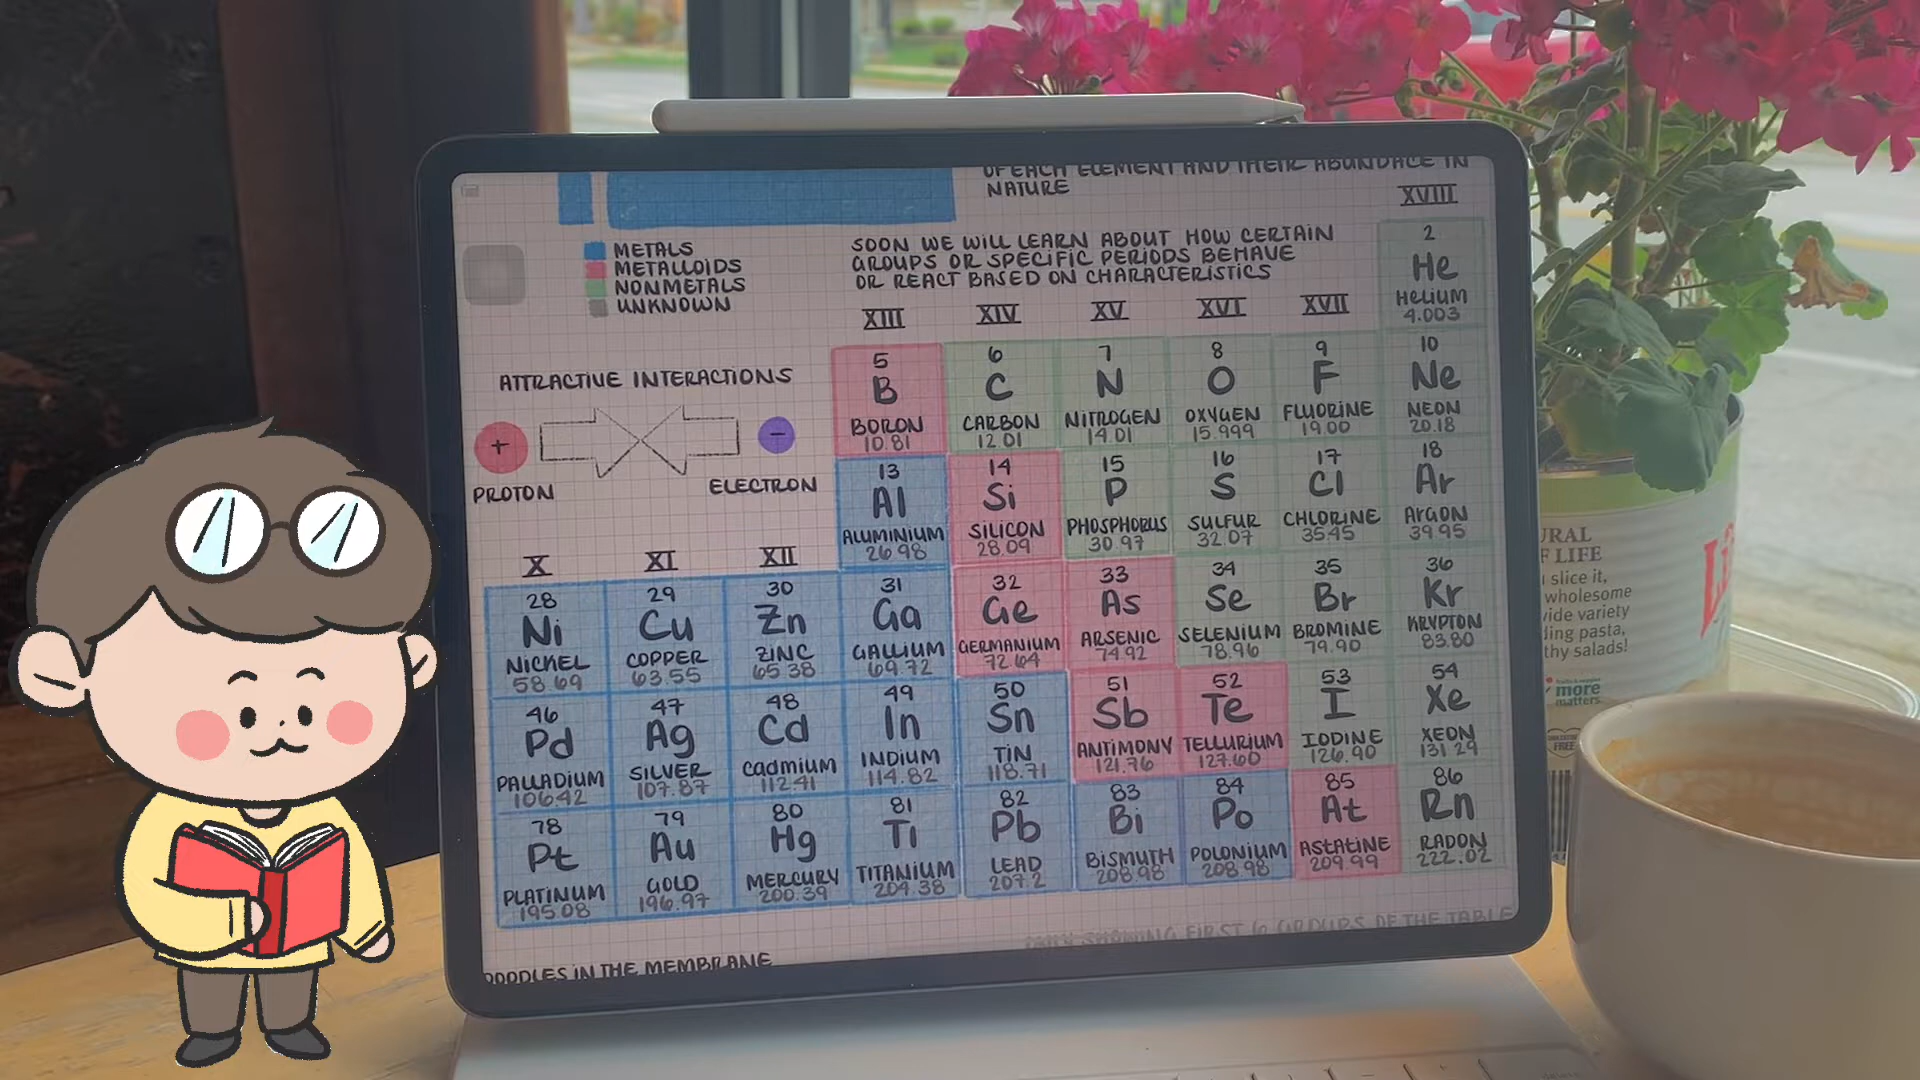 OF EACH ELEMENT AND THEIR ABUNDACE IN
NATURE
METALS
METALLOIDS
NONMETALS
UNKNOWN
SOON WE WILL LEARN ABOUT HOW CERTAIN
GROUPS OR SPECIFIC PERIODS BEHAVE
OR REACT BASED ON CHARACTERISTICS
ATTRACTIVE INTERACTIONS
+
-
PROTON
ELECTRON
XVIII
2
He
HELIUM
4.003
XIII
XIV
XV
XVI
XVII
5
B
BORON
10.81
6
C
CARBON
12.01
7
N
NITROGEN
14.01
8
O
OXYGEN
15.999
9
F
FLUORINE
19.00
10
Ne
NEON
20.18
13
Al
ALUMINIUM
26.98
14
Si
SILICON
28.09
15
P
PHOSPHORUS
30.97
16
S
SULFUR
32.07
17
Cl
CHLORINE
35.45
18
Ar
ARGON
39.95
X
XI
XII
28
Ni
NICKEL
58.69
29
Cu
COPPER
63.55
30
Zn
ZINC
65.38
31
Ga
GALLIUM
69.72
32
Ge
GERMANIUM
72.64
33
As
ARSENIC
74.92
34
Se
SELENIUM
78.96
35
Br
BROMINE
79.90
36
Kr
KRYPTON
83.80
46
Pd
PALLADIUM
106.42
47
Ag
SILVER
107.87
48
Cd
CADMIUM
112.41
49
In
INDIUM
114.82
50
Sn
TIN
118.71
51
Sb
ANTIMONY
121.76
52
Te
TELLURIUM
127.60
53
I
IODINE
126.90
54
Xe
XEON
131.29
78
Pt
PLATINUM
195.08
79
Au
GOLD
196.97
80
Hg
MERCURY
200.39
81
Ti
TITANIUM
204.38
82
Pb
LEAD
207.2
83
Bi
BISMUTH
208.98
84
Po
POLONIUM
208.98
85
At
ASTATINE
209.99
86
Rn
RADON
222.02
ONLY SHOWING FIRST 6 GROUPS OF THE TABLE
DOODLES IN THE MEMBRANE
URAL
F LIFE
slice it,
wholesome
vide variety
ding pasta,
thy salads!
more
matters
FREE
Li